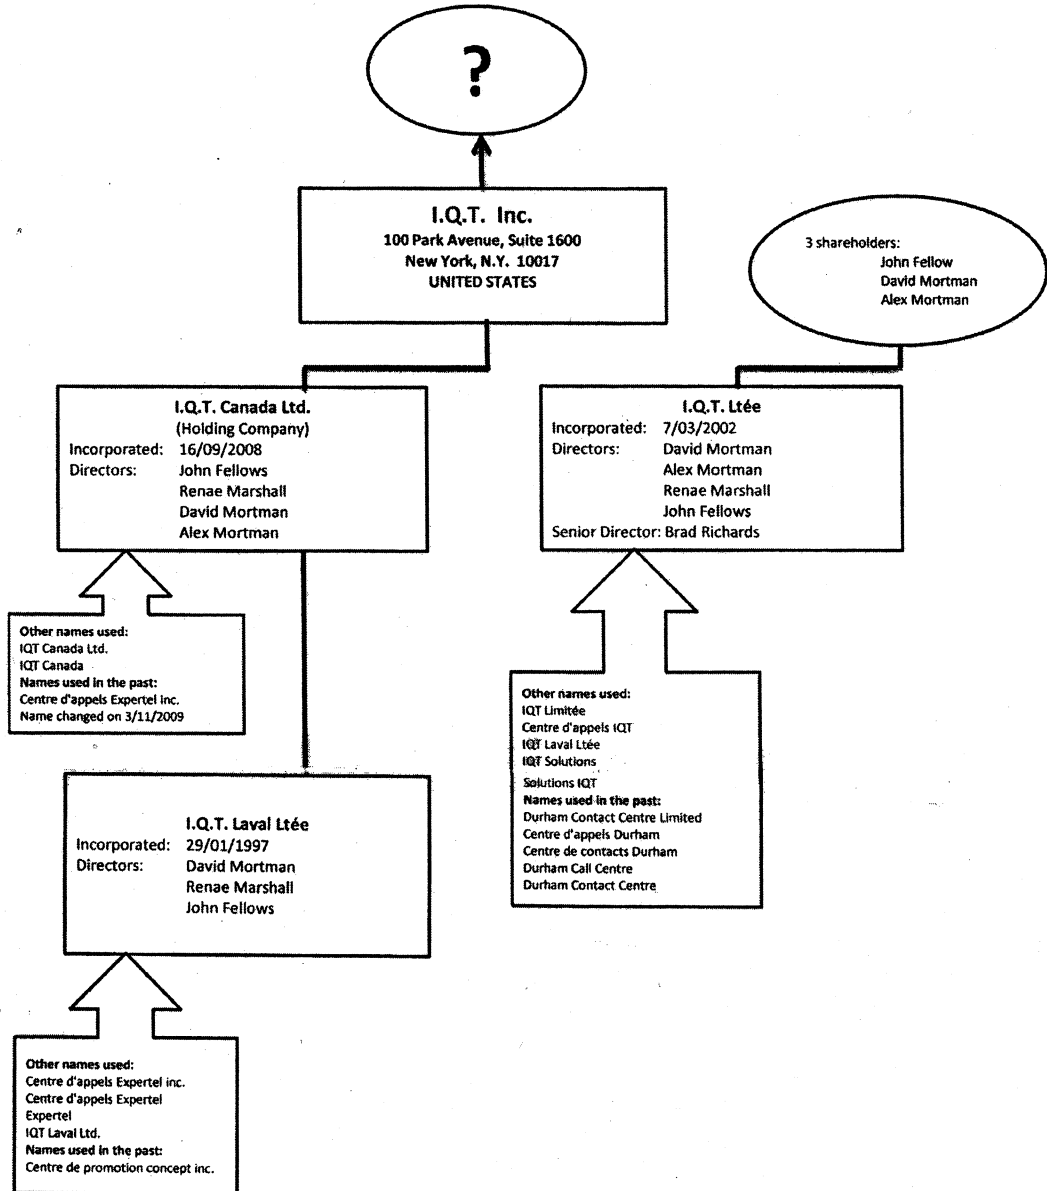 ?
I.Q.T. Inc.
100 Park Avenue, Suite 1600
New York, N.Y. 10017
UNITED STATES
3 shareholders:
John Fellow
David Mortman
Alex Mortman
I.Q.T. Canada Ltd.
(Holding Company)
Incorporated: 16/09/2008
Directors: John Fellows
Renae Marshall
David Mortman
Alex Mortman
I.Q.T. Ltée
Incorporated: 7/03/2002
Directors: David Mortman
Alex Mortman
Renae Marshall
John Fellows
Senior Director: Brad Richards
Other names used:
IQT Canada Ltd.
IQT Canada
Names used in the past:
Centre d'appels Expertel inc.
Name changed on 3/11/2009
Other names used:
IQT Limitée
Centre d'appels IQT
IQT Laval Ltée
IQT Solutions
Solutions IQT
Names used in the past:
Durham Contact Centre Limited
Centre d'appels Durham
Centre de contacts Durham
Durham Call Centre
Durham Contact Centre
I.Q.T. Laval Ltée
Incorporated: 29/01/1997
Directors: David Mortman
Renae Marshall
John Fellows
Other names used:
Centre d'appels Expertel inc.
Centre d'appels Expertel
Expertel
IQT Laval Ltd.
Names used in the past:
Centre de promotion concept inc.